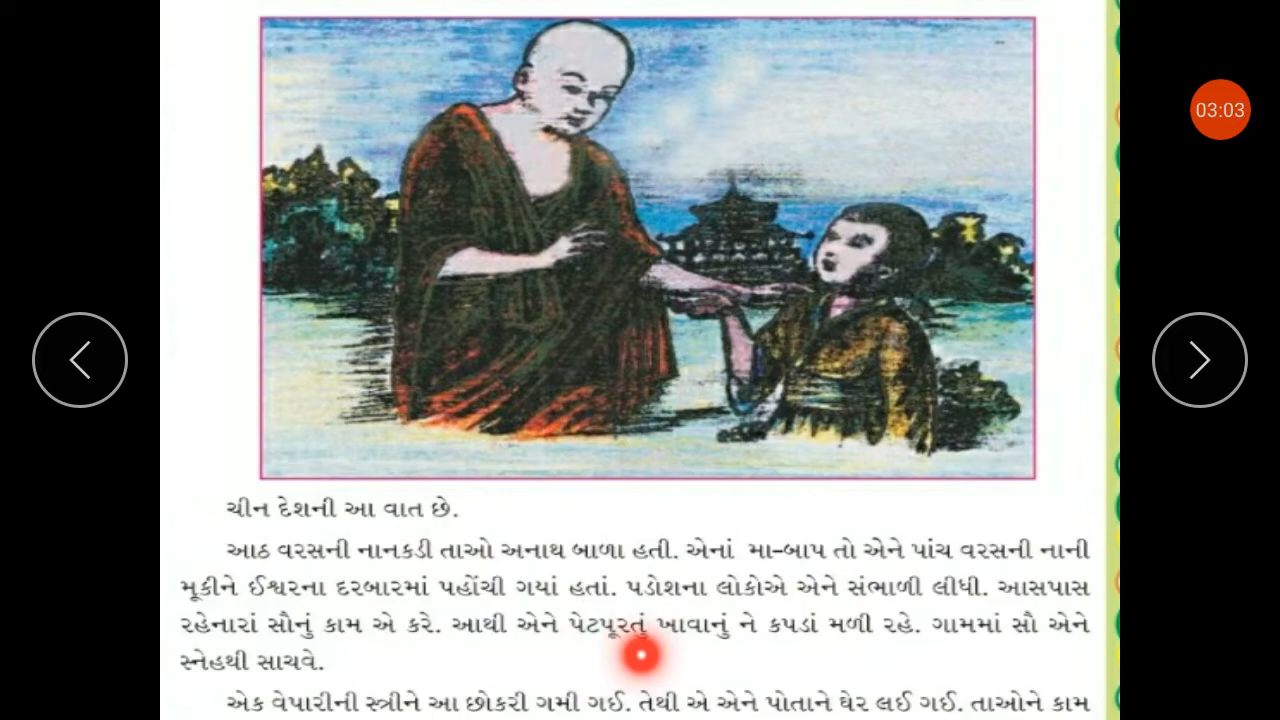 03:03
ચીન દેશની આ વાત છે.
આઠ વરસની નાનકડી તાઓ અનાથ બાળા હતી. એનાં મા-બાપ તો એને પાંચ વરસની નાની
મૂકીને ઈશ્વરના દરબારમાં પહોંચી ગયાં હતાં. પડોશના લોકોએ એને સંભાળી લીધી. આસપાસ
રહેનારાં સૌનું કામ એ કરે. આથી એને પેટપૂરતું ખાવાનું ને કપડાં મળી રહે. ગામમાં સૌ એને
સ્નેહથી સાચવે.
એક વેપારીની સ્ત્રીને આ છોકરી ગમી ગઈ. તેથી એ એને પોતાને ઘેર લઈ ગઈ. તાઓને કામ